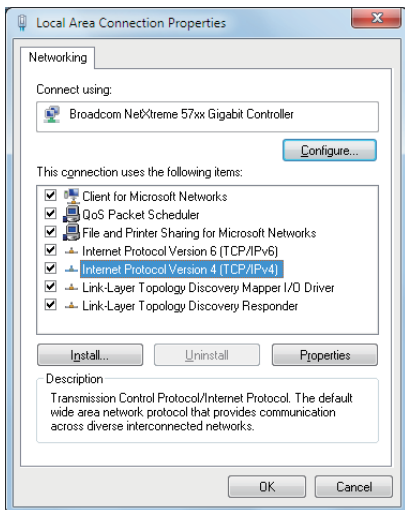 Local Area Connection Properties
Networking
Connect using:
Broadcom NetXtreme 57xx Gigabit Controller
Configure...
This connection uses the following items:
Client for Microsoft Networks
QoS Packet Scheduler
File and Printer Sharing for Microsoft Networks
Internet Protocol Version 6 (TCP/IPv6)
Internet Protocol Version 4 (TCP/IPv4)
Link-Layer Topology Discovery Mapper I/O Driver
Link-Layer Topology Discovery Responder
Install...
Uninstall
Properties
Description
Transmission Control Protocol/Internet Protocol. The default
wide area network protocol that provides communication
across diverse interconnected networks.
OK
Cancel